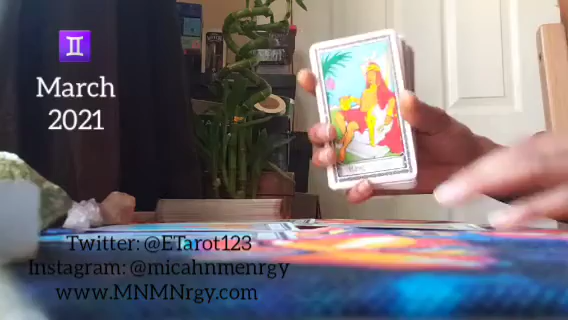 ♊
March
2021
Twitter: @ETarot123
Instagram: @micahnmenrgy
www.MNMNrgy.com